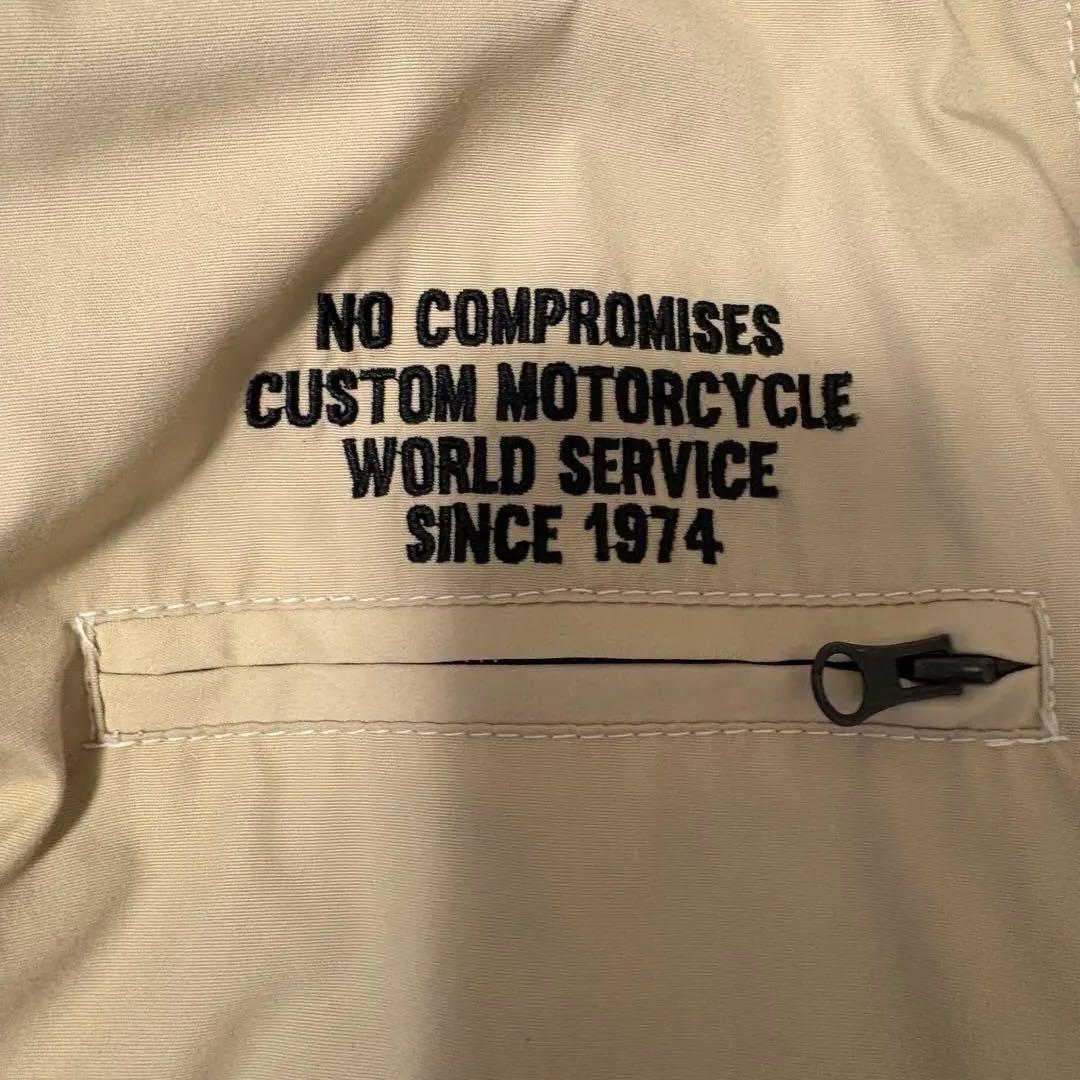 NO COMPROMISES
CUSTOM MOTORCYCLE
WORLD SERVICE
SINCE 1974